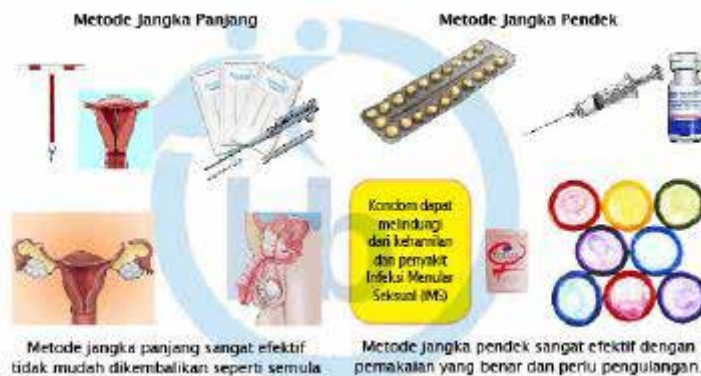 Metode Jangka Panjang
Metode Jangka Pendek
Kondom dapat
melindungi
dari kehamilan
dan penyakit
Infeksi Menular
Seksual (IMS)
Metode jangka panjang sangat efektif
tidak mudah dikembalikan seperti semula
Metode jangka pendek sangat efektif dengan
pemakaian yang benar dan perlu pengulangan.